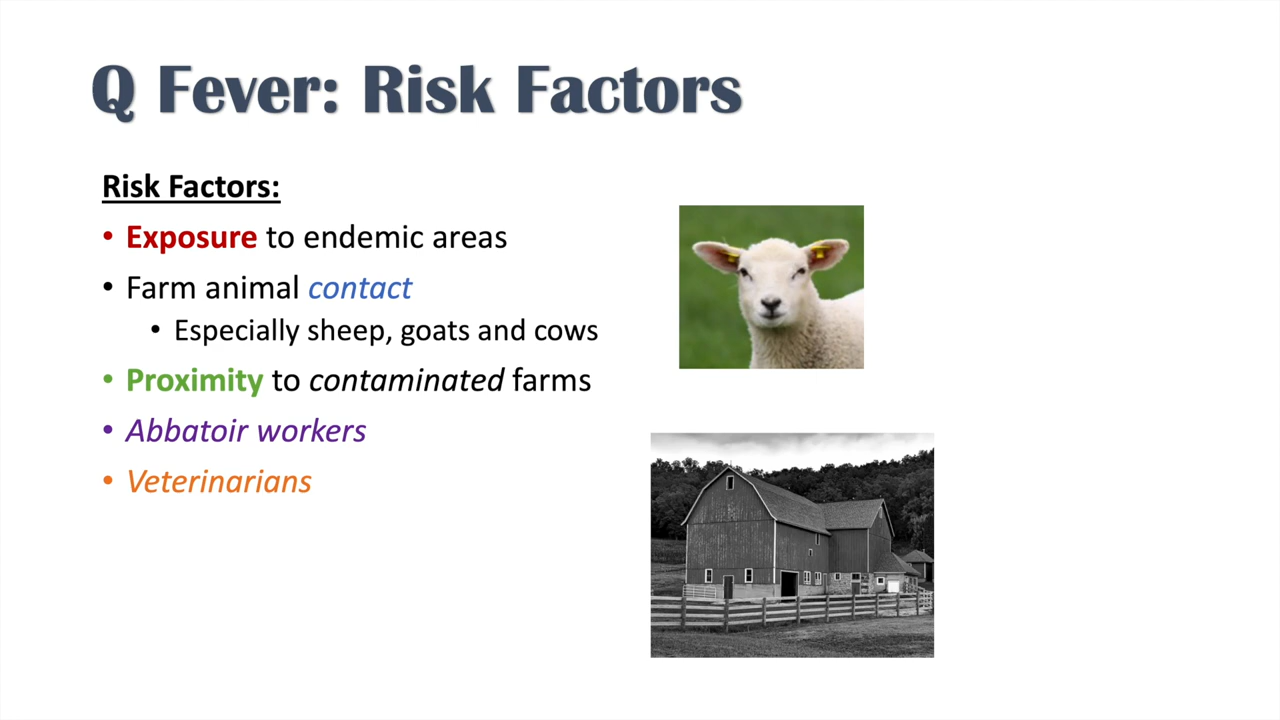 Q Fever: Risk Factors
Risk Factors:
• Exposure to endemic areas
• Farm animal contact
• Especially sheep, goats and cows
• Proximity to contaminated farms
• Abbatoir workers
• Veterinarians